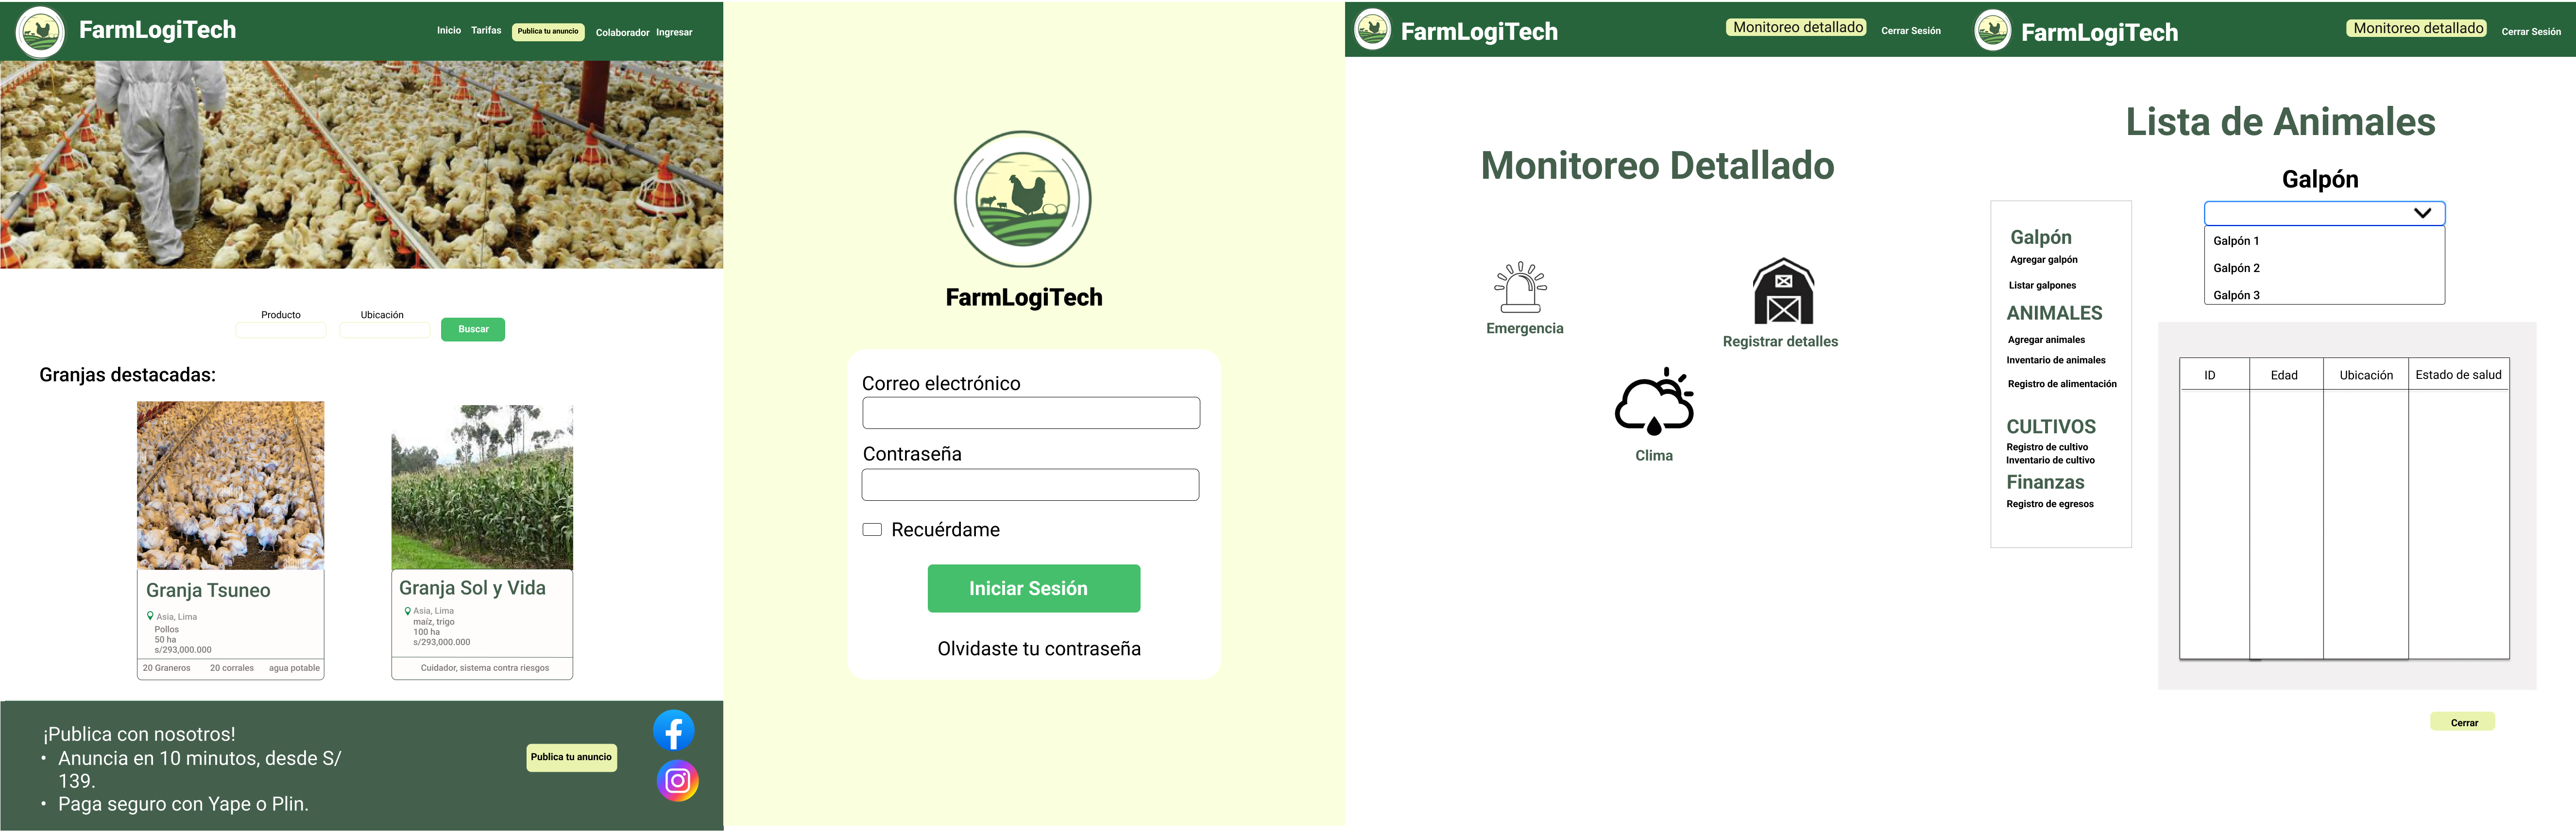 FarmLogiTech
Inicio Tarifas Publica tu anuncio Colaborador Ingresar
Producto Ubicación Buscar
Granjas destacadas:
Granja Tsuneo
Asia, Lima
Pollos
50 ha
s/293,000.000
20 Graneros 20 corrales agua potable
Granja Sol y Vida
Asia, Lima
maíz, trigo
100 ha
s/293,000.000
Cuidador, sistema contra riesgos
¡Publica con nosotros!
• Anuncia en 10 minutos, desde S/
139.
• Paga seguro con Yape o Plin.
Publica tu anuncio
FarmLogiTech
Correo electrónico
Contraseña
Recuérdame
Iniciar Sesión
Olvidaste tu contraseña
FarmLogiTech
Monitoreo detallado Cerrar Sesión
Monitoreo Detallado
Emergencia
Registrar detalles
Clima
FarmLogiTech
Monitoreo detallado Cerrar Sesión
Lista de Animales
Galpón
Galpón 1
Galpón 2
Galpón 3
Galpón
Agregar galpón
Listar galpones
ANIMALES
Agregar animales
Inventario de animales
Registro de alimentación
CULTIVOS
Registro de cultivo
Inventario de cultivo
Finanzas
Registro de egresos
ID Edad Ubicación Estado de salud
Cerrar